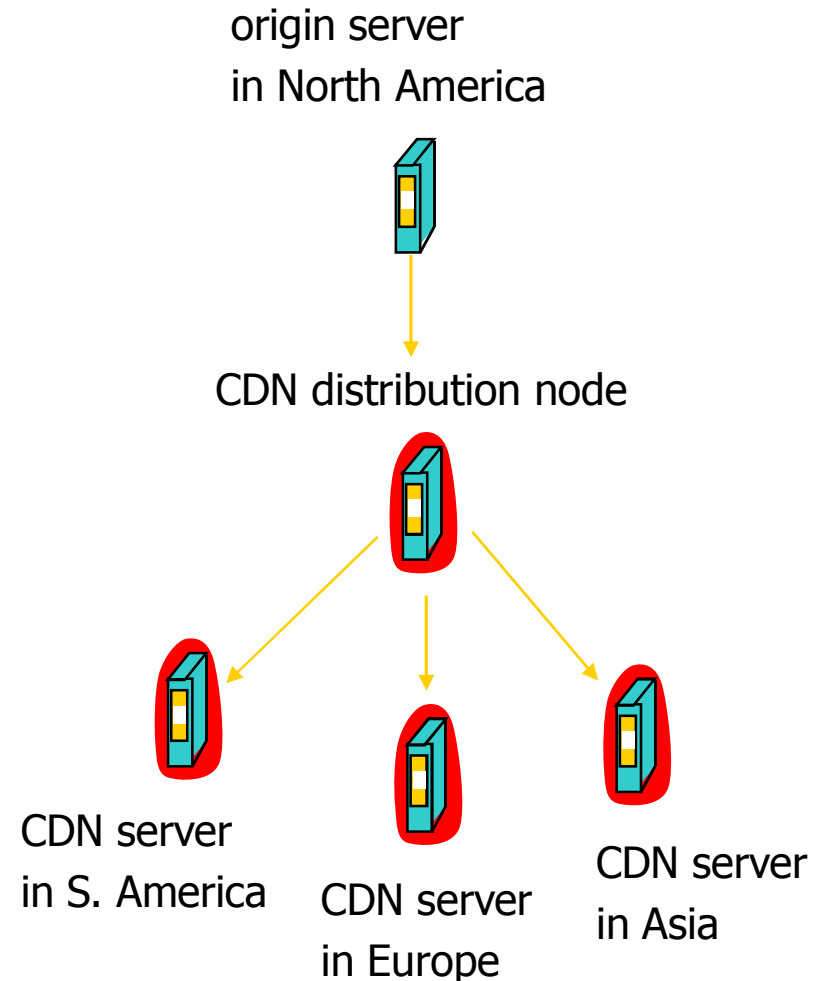 origin server
in North America
CDN distribution node
CDN server
in S. America
CDN server
in Europe
CDN server
in Asia